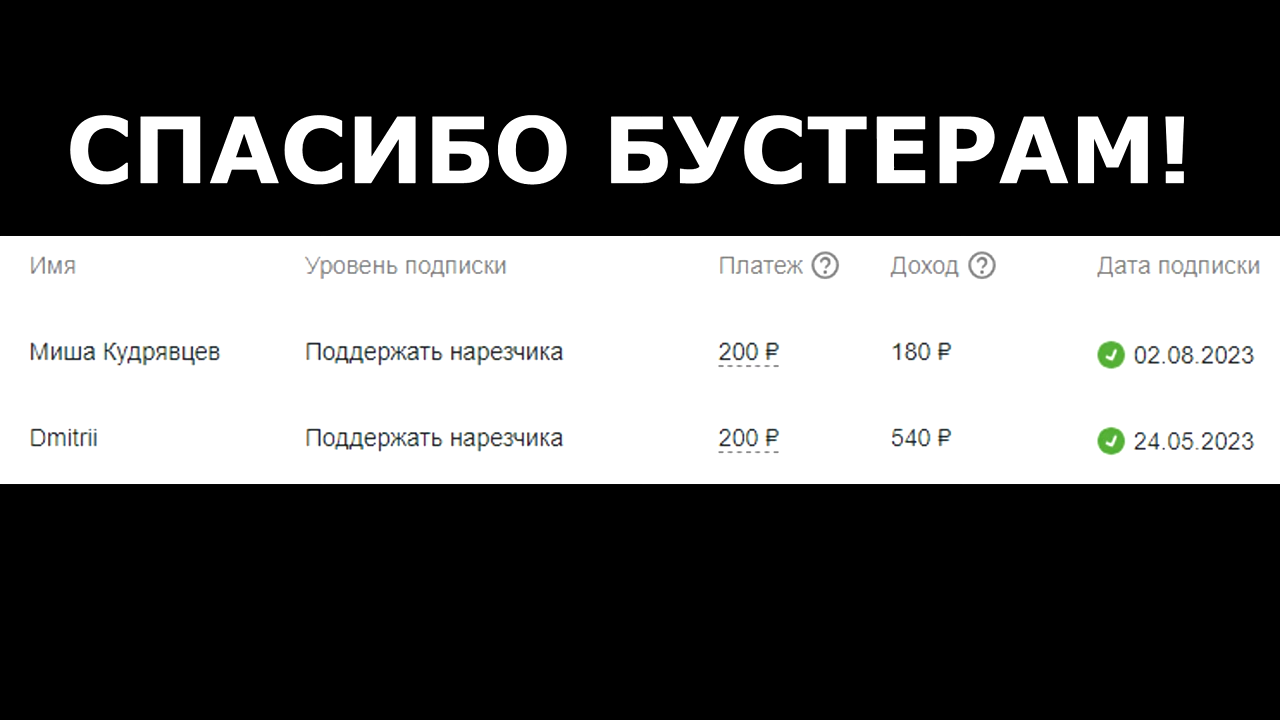 СПАСИБО БУСТЕРАМ!
Имя Уровень подписки Платеж Доход Дата подписки
Миша Кудрявцев Поддержать нарезчика 200 ₽ 180 ₽ 02.08.2023
Dmitrii Поддержать нарезчика 200 ₽ 540 ₽ 24.05.2023